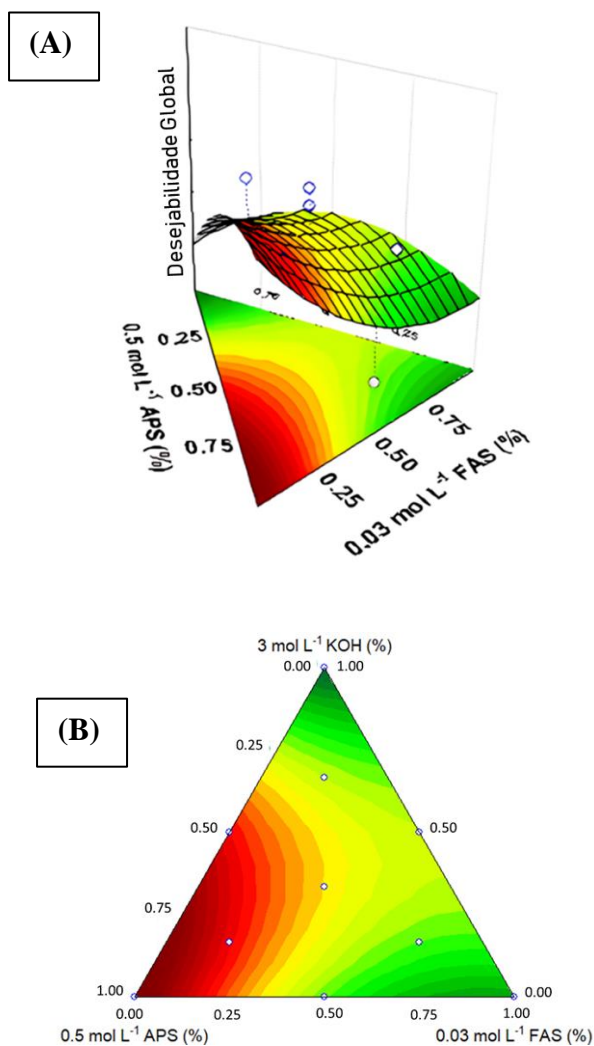 (A)
Desejabilidade Global
0.25
0.50
0.75
0.5 mol L⁻¹ APS (%)
0.25
0.50
0.75
0.03 mol L⁻¹ FAS (%)
(B)
3 mol L⁻¹ KOH (%)
0.00 1.00
0.25
0.50 0.50
0.75
1.00 0.00
0.00 0.25 0.50 0.75 1.00
0.5 mol L⁻¹ APS (%) 0.03 mol L⁻¹ FAS (%)